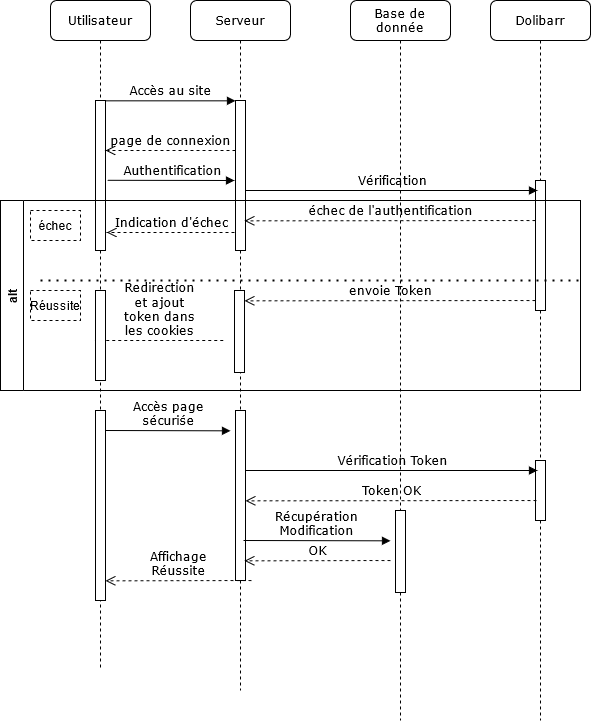 Utilisateur
Serveur
Base de
donnée
Dolibarr
Accès au site
page de connexion
Authentification
Vérification
échec de l'authentification
échec
Indication d'échec
alt
Redirection
et ajout
token dans
les cookies
envoie Token
Réussite
Accès page
sécurisé
Vérification Token
Token OK
Récupération
Modification
OK
Affichage
Réussite